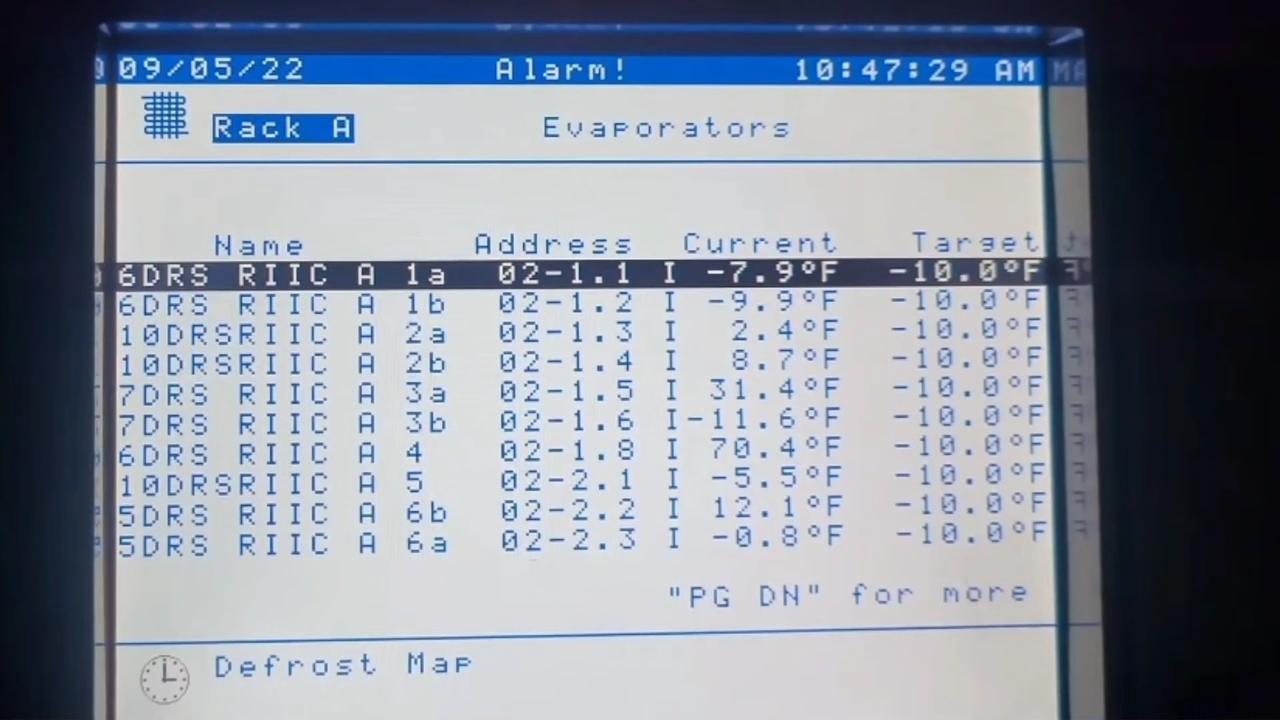 09/05/22 Alarm! 10:47:29 AM
Rack A Evaporators
Name Address Current Target
6DRS RIIC A 1a 02-1.1 I -7.9°F -10.0°F
6DRS RIIC A 1b 02-1.2 I -9.9°F -10.0°F
10DRSRIIC A 2a 02-1.3 I 2.4°F -10.0°F
10DRSRIIC A 2b 02-1.4 I 8.7°F -10.0°F
7DRS RIIC A 3a 02-1.5 I 31.4°F -10.0°F
7DRS RIIC A 3b 02-1.6 I-11.6°F -10.0°F
6DRS RIIC A 4 02-1.8 I 70.4°F -10.0°F
10DRSRIIC A 5 02-2.1 I -5.5°F -10.0°F
5DRS RIIC A 6b 02-2.2 I 12.1°F -10.0°F
5DRS RIIC A 6a 02-2.3 I -0.8°F -10.0°F
"PG DN" for more
Defrost Map